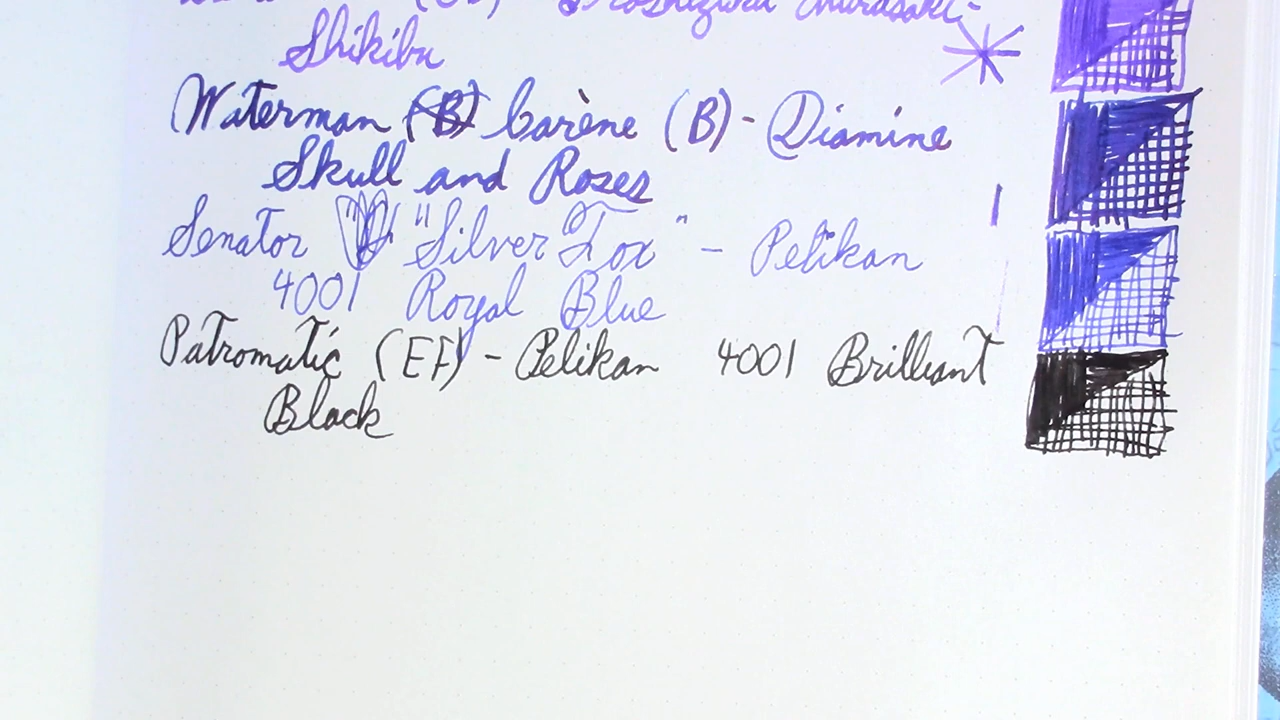 Murasaki-
Shikibu
Waterman (B) Carène (B) - Diamine
Skull and Roses
Senator "Silver Fox" - Pelikan
4001 Royal Blue
Patromatic (EF) - Pelikan 4001 Brilliant
Black